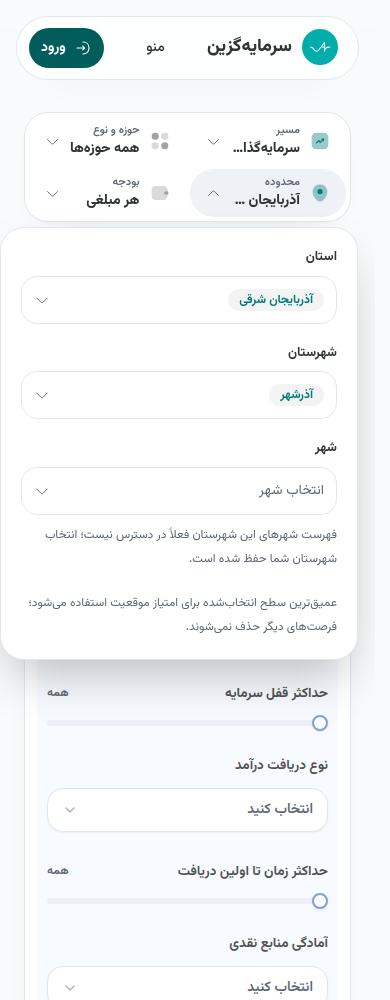 سرمایه‌گزین
منو
ورود
مسیر
سرمایه‌گذا...
حوزه و نوع
همه حوزه‌ها
محدوده
آذربایجان ...
بودجه
هر مبلغی
استان
آذربایجان شرقی
شهرستان
آذرشهر
شهر
انتخاب شهر
فهرست شهرهای این شهرستان فعلاً در دسترس نیست؛ انتخاب
شهرستان شما حفظ شده است.
عمیق‌ترین سطح انتخاب‌شده برای امتیاز موقعیت استفاده می‌شود؛
فرصت‌های دیگر حذف نمی‌شوند.
حداکثر قفل سرمایه
همه
نوع دریافت درآمد
انتخاب کنید
حداکثر زمان تا اولین دریافت
همه
آمادگی منابع نقدی
انتخاب کنید